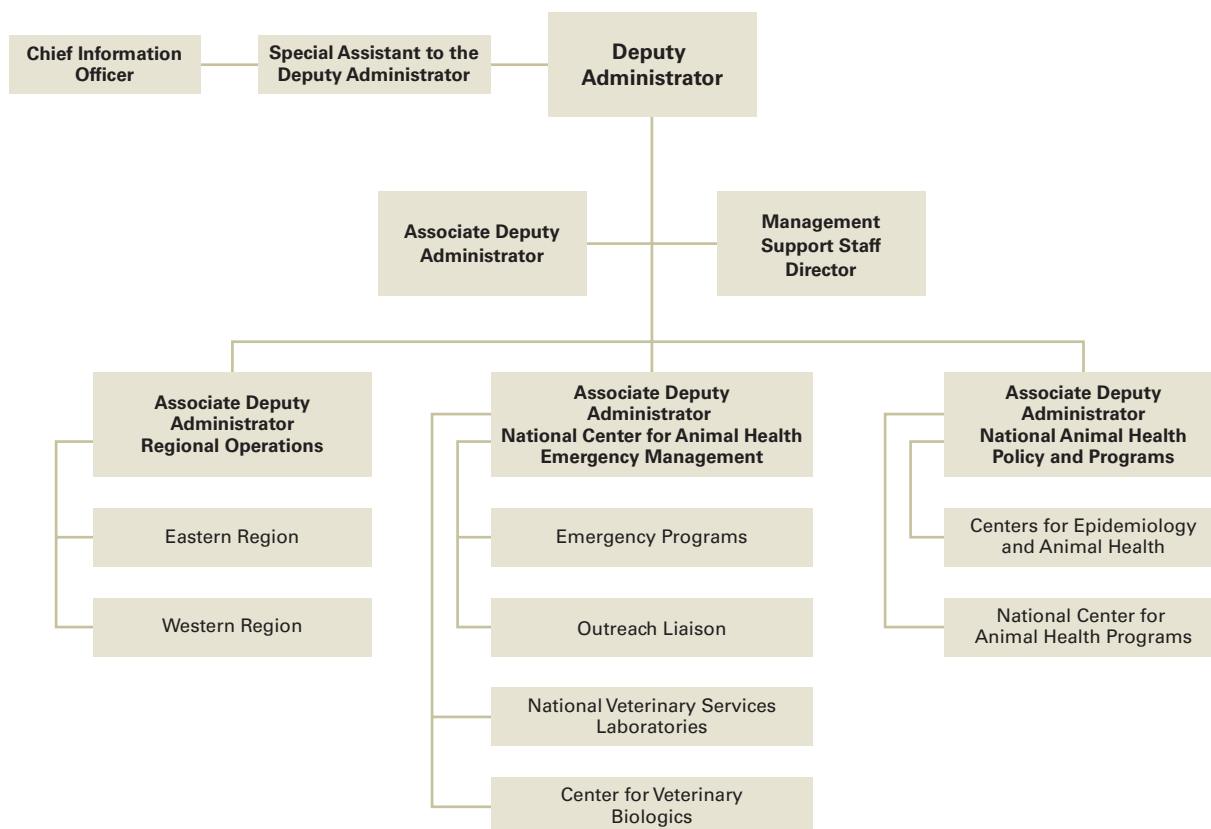 Chief Information
Officer
Special Assistant to the
Deputy Administrator
Deputy
Administrator
Associate Deputy
Administrator
Management
Support Staff
Director
Associate Deputy
Administrator
Regional Operations
Eastern Region
Western Region
Associate Deputy
Administrator
National Center for Animal Health
Emergency Management
Emergency Programs
Outreach Liaison
National Veterinary Services
Laboratories
Center for Veterinary
Biologics
Associate Deputy
Administrator
National Animal Health
Policy and Programs
Centers for Epidemiology
and Animal Health
National Center for
Animal Health Programs